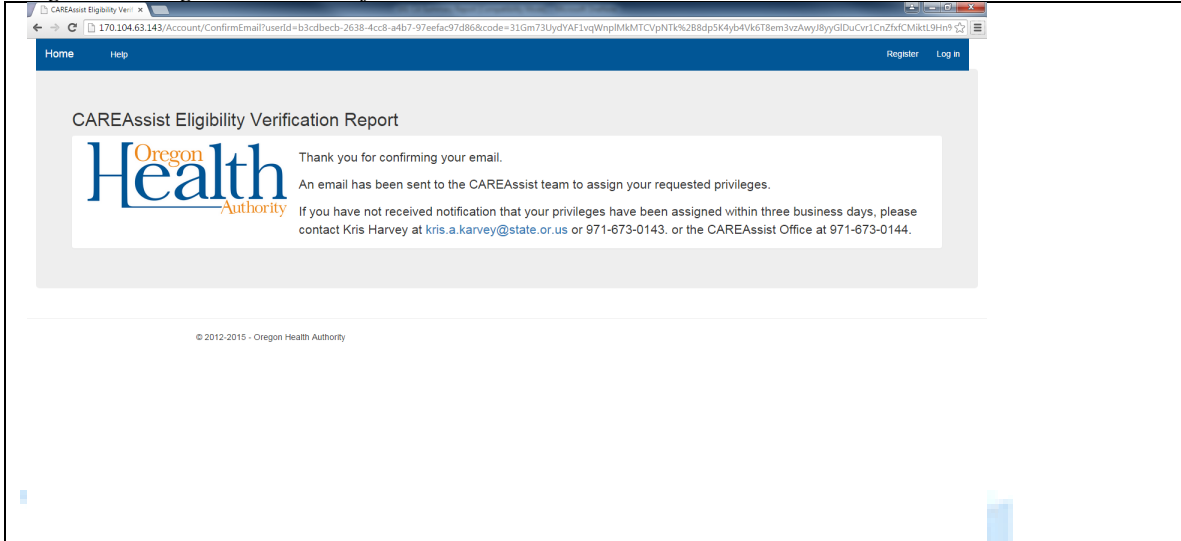 CAREAssist Eligibility Veri
170.104.63.143/Account/ConfirmEmail?userId=b3cdbecb-2638-4cc8-a4b7-97eefac97d86&code=31Gm73UydYAF1vqWnpIMkMTCVpNTk%2B8dp5K4yb4Vk6T8em3vzAwyJ8yyGlDuCvr1CnZfxfCMiktL9Hn9
Home Help Register Log in
CAREAssist Eligibility Verification Report
Oregon
Health
Authority
Thank you for confirming your email.
An email has been sent to the CAREAssist team to assign your requested privileges.
If you have not received notification that your privileges have been assigned within three business days, please
contact Kris Harvey at kris.a.karvey@state.or.us or 971-673-0143. or the CAREAssist Office at 971-673-0144.
© 2012-2015 - Oregon Health Authority